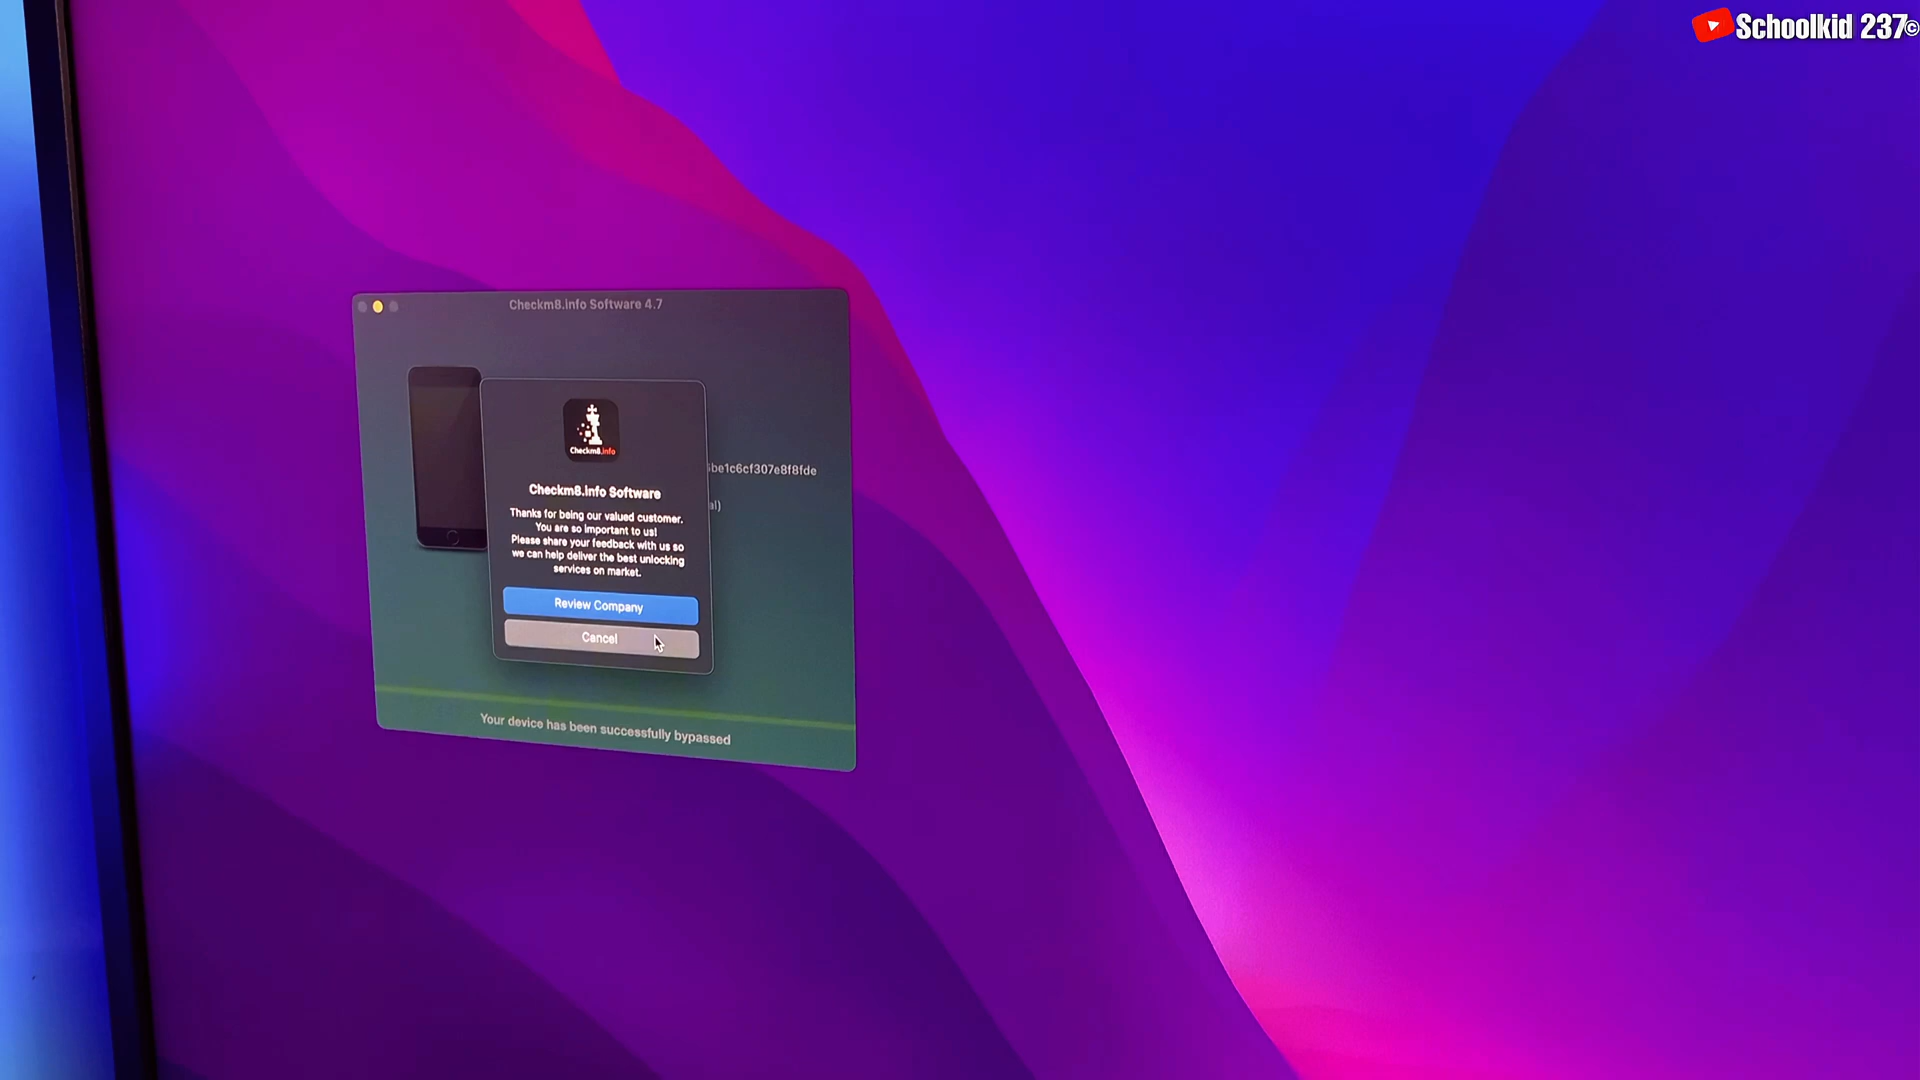 Schoolkid 237©
Checkm8.info Software 4.7
Checkm8.info
be1c6cf307e8f8fde
Checkm8.info Software
al)
Thanks for being our valued customer.
You are so important to us!
Please share your feedback with us so
we can help deliver the best unlocking
services on market.
Review Company
Cancel
Your device has been successfully bypassed